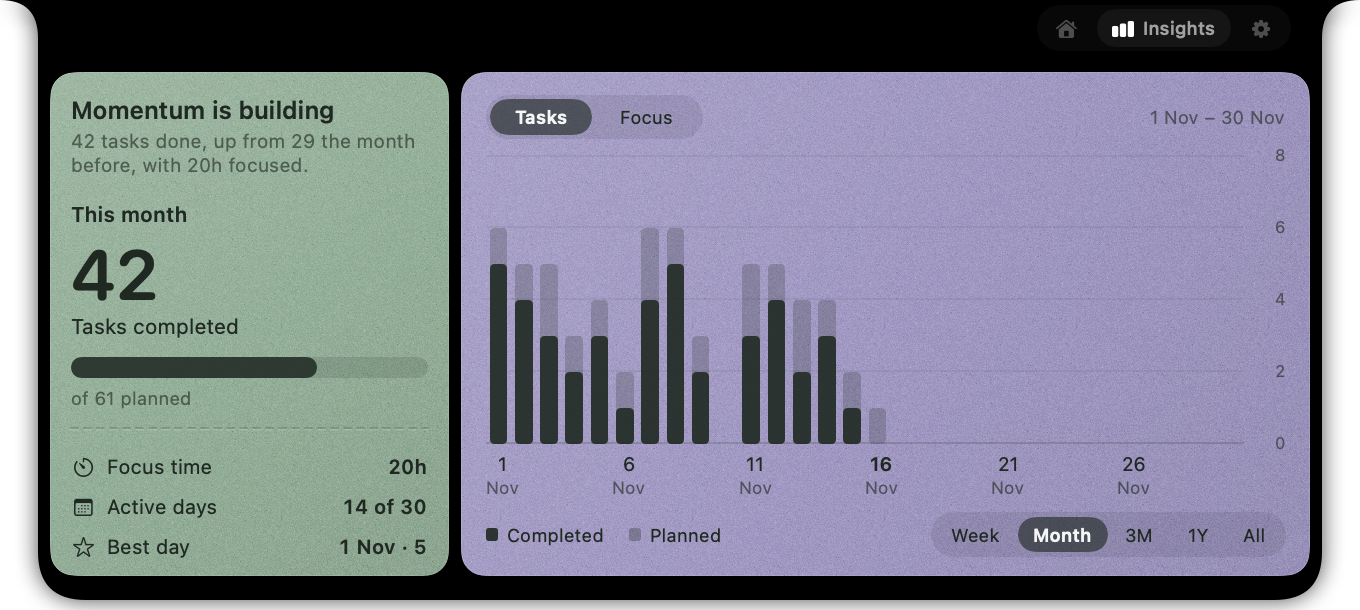 Insights
Momentum is building
42 tasks done, up from 29 the month
before, with 20h focused.
This month
42
Tasks completed
of 61 planned
Focus time 20h
Active days 14 of 30
Best day 1 Nov · 5
Tasks Focus 1 Nov – 30 Nov
8
6
4
2
0
1 6 11 16 21 26
Nov Nov Nov Nov Nov Nov
Completed Planned Week Month 3M 1Y All